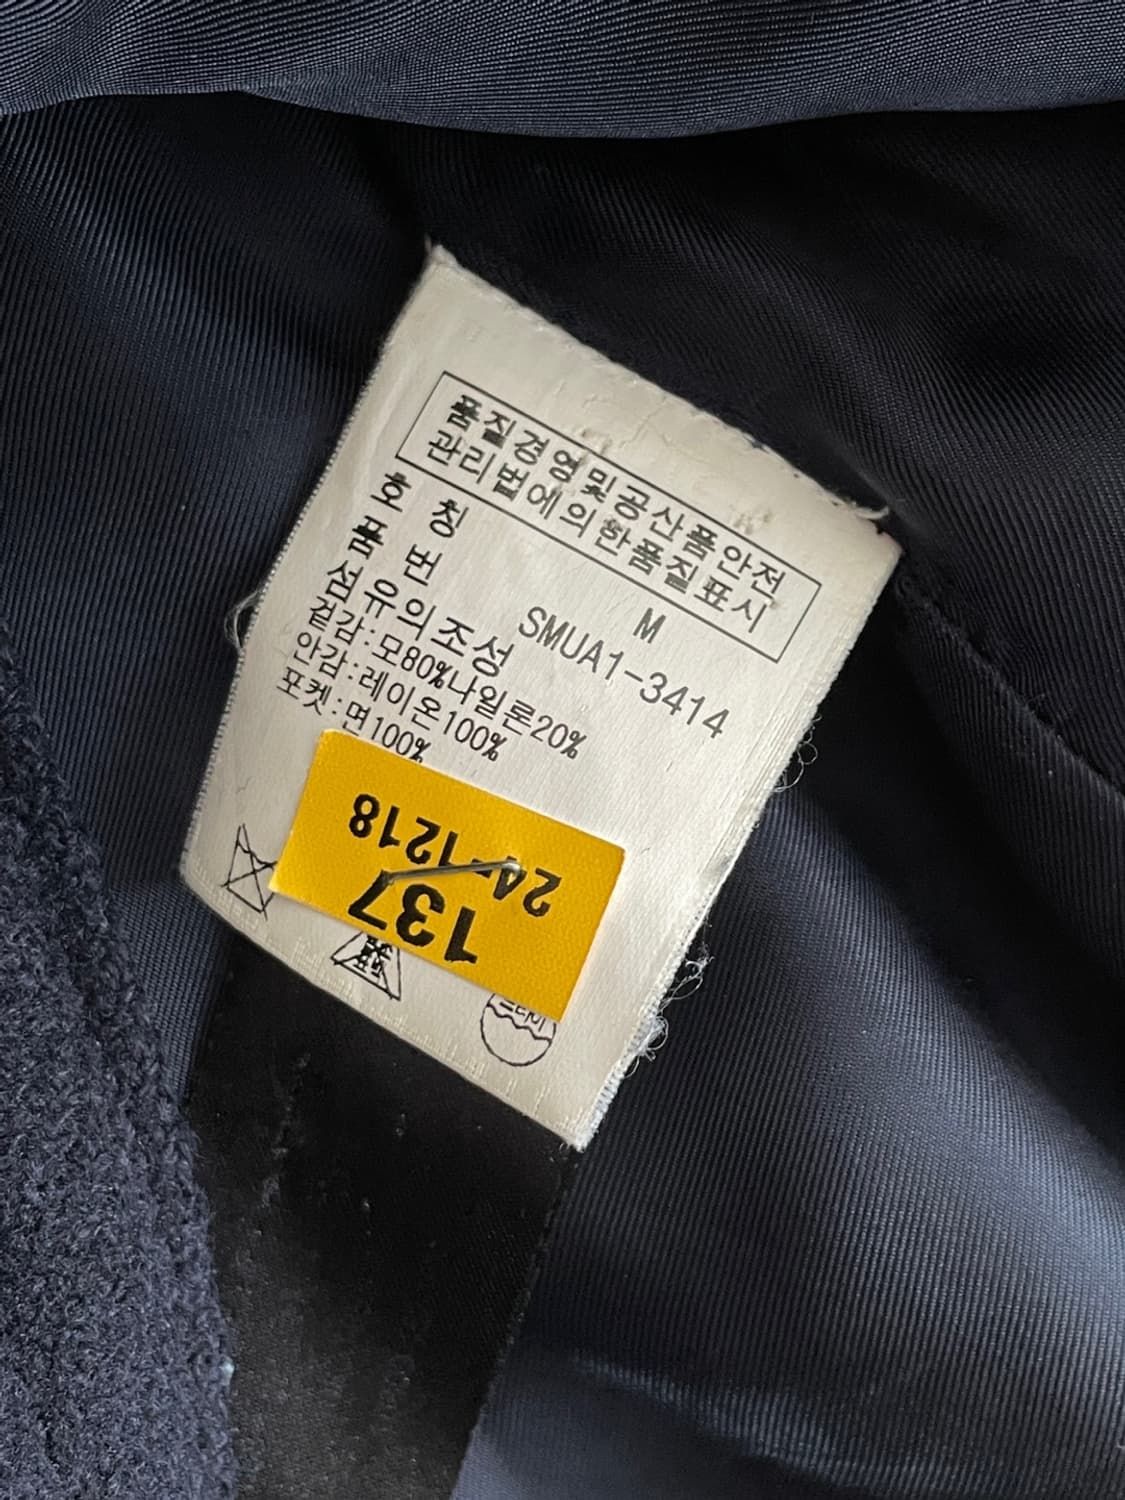 품질경영및공산품안전
관리법에의한품질표시
호 칭 M
품 번 SMUA1-3414
섬유의조성
겉감:모80%나일론20%
안감:레이온100%
포켓:면100%
24-1218
137
드라이